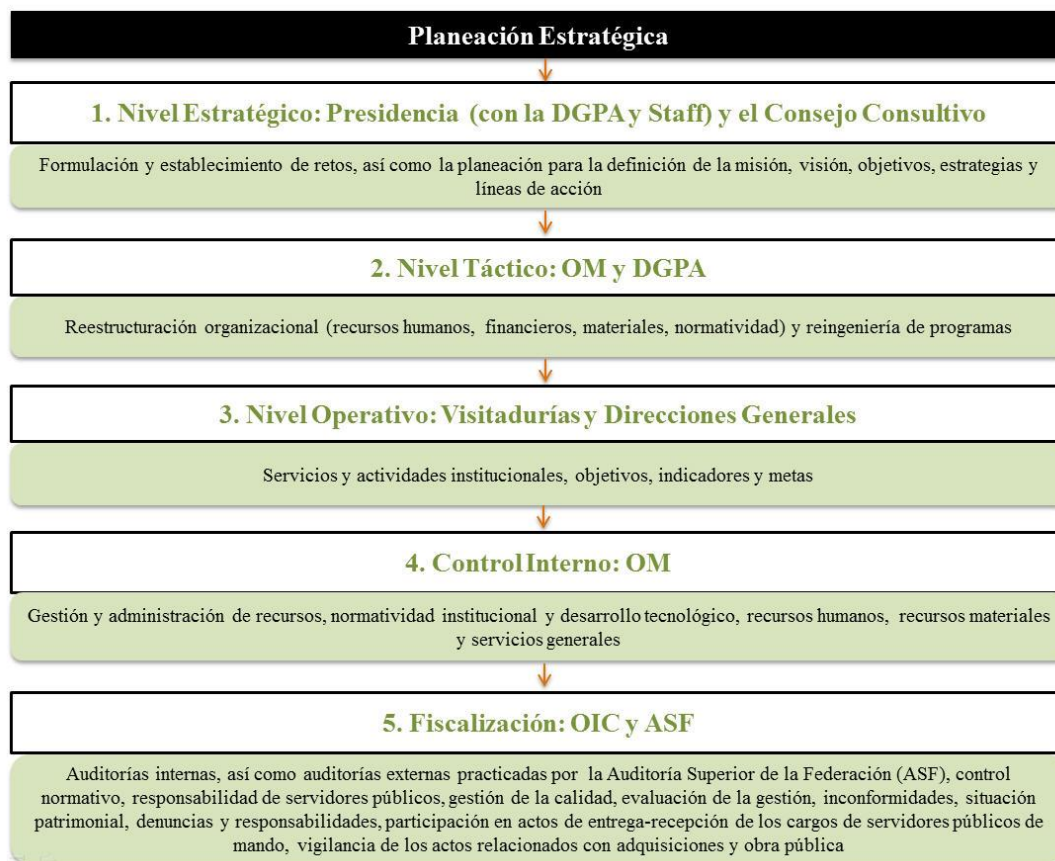 Planeación Estratégica
1. Nivel Estratégico: Presidencia (con la DGPA y Staff) y el Consejo Consultivo
Formulación y establecimiento de retos, así como la planeación para la definición de la misión, visión, objetivos, estrategias y
líneas de acción
2. Nivel Táctico: OM y DGPA
Reestructuración organizacional (recursos humanos, financieros, materiales, normatividad) y reingeniería de programas
3. Nivel Operativo: Visitadurías y Direcciones Generales
Servicios y actividades institucionales, objetivos, indicadores y metas
4. Control Interno: OM
Gestión y administración de recursos, normatividad institucional y desarrollo tecnológico, recursos humanos, recursos materiales
y servicios generales
5. Fiscalización: OIC y ASF
Auditorías internas, así como auditorías externas practicadas por la Auditoría Superior de la Federación (ASF), control
normativo, responsabilidad de servidores públicos, gestión de la calidad, evaluación de la gestión, inconformidades, situación
patrimonial, denuncias y responsabilidades, participación en actos de entrega-recepción de los cargos de servidores públicos de
mando, vigilancia de los actos relacionados con adquisiciones y obra pública